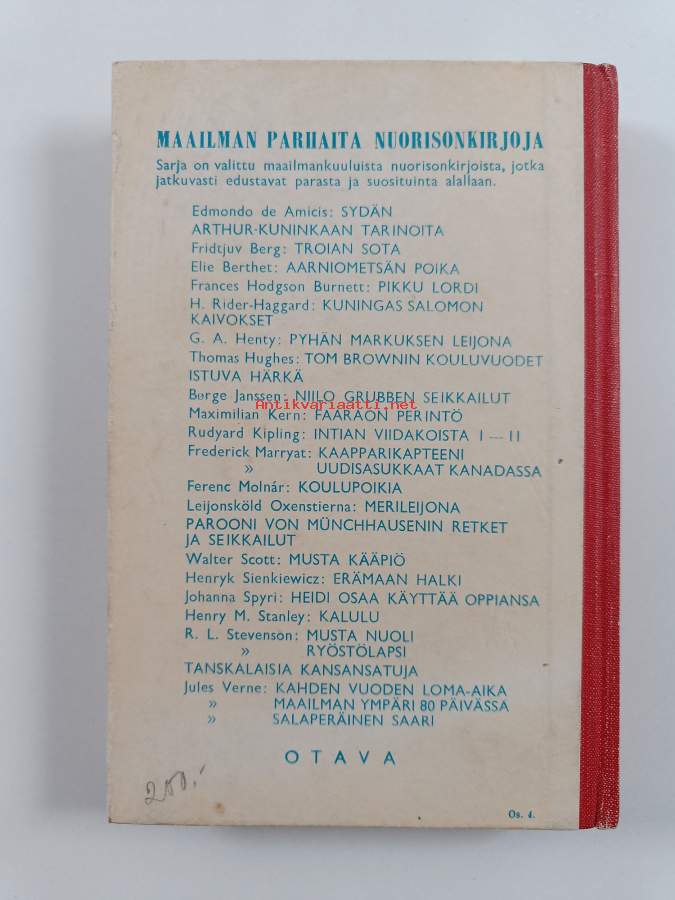 MAAILMAN PARHAITA NUORISONKIRJOJA
Sarja on valittu maailmankuuluista nuorisonkirjoista, jotka
jatkuvasti edustavat parasta ja suosituinta alallaan.
Edmondo de Amicis: SYDÄN
ARTHUR-KUNINKAAN TARINOITA
Fridtjuv Berg: TROIAN SOTA
Elie Berthet: AARNIOMETSÄN POIKA
Frances Hodgson Burnett: PIKKU LORDI
H. Rider-Haggard: KUNINGAS SALOMON
KAIVOKSET
G. A. Henty: PYHÄN MARKUKSEN LEIJONA
Thomas Hughes: TOM BROWNIN KOULUVUODET
ISTUVA HÄRKÄ
Børge Janssen: NIILO GRUBBEN SEIKKAILUT
Antikvariaatti.net
Maximilian Kern: FAARAON PERINTÖ
Rudyard Kipling: INTIAN VIIDAKOISTA I—II
Frederick Marryat: KAAPPARIKAPTEENI
» UUDISASUKKAAT KANADASSA
Ferenc Molnár: KOULUPOIKIA
Leijonsköld Oxenstierna: MERILEIJONA
PAROONI VON MÜNCHHAUSENIN RETKET
JA SEIKKAILUT
Walter Scott: MUSTA KÄÄPIÖ
Henryk Sienkiewicz: ERÄMAAN HALKI
Johanna Spyri: HEIDI OSAA KÄYTTÄÄ OPPIANSA
Henry M. Stanley: KALULU
R. L. Stevenson: MUSTA NUOLI
» RYÖSTÖLAPSI
TANSKALAISIA KANSANSATUJA
Jules Verne: KAHDEN VUODEN LOMA-AIKA
» MAAILMAN YMPÄRI 80 PÄIVÄSSÄ
» SALAPERÄINEN SAARI
OTAVA
200:-
Os. 4.